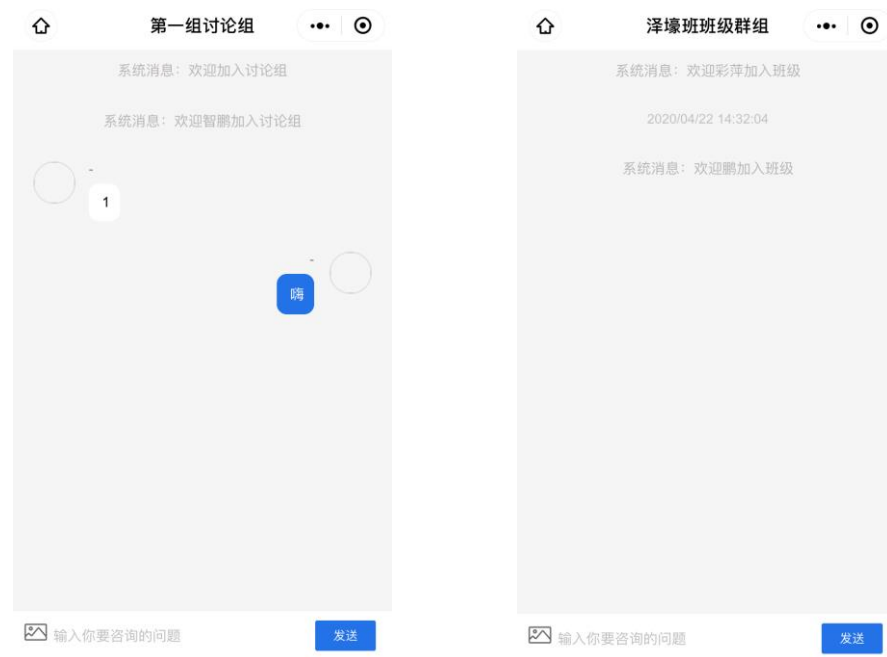 第一组讨论组
系统消息：欢迎加入讨论组
系统消息：欢迎智鹏加入讨论组
-
1
-
嗨
输入你要咨询的问题
发送
泽壕班班级群组
系统消息：欢迎彩萍加入班级
2020/04/22 14:32:04
系统消息：欢迎鹏加入班级
输入你要咨询的问题
发送